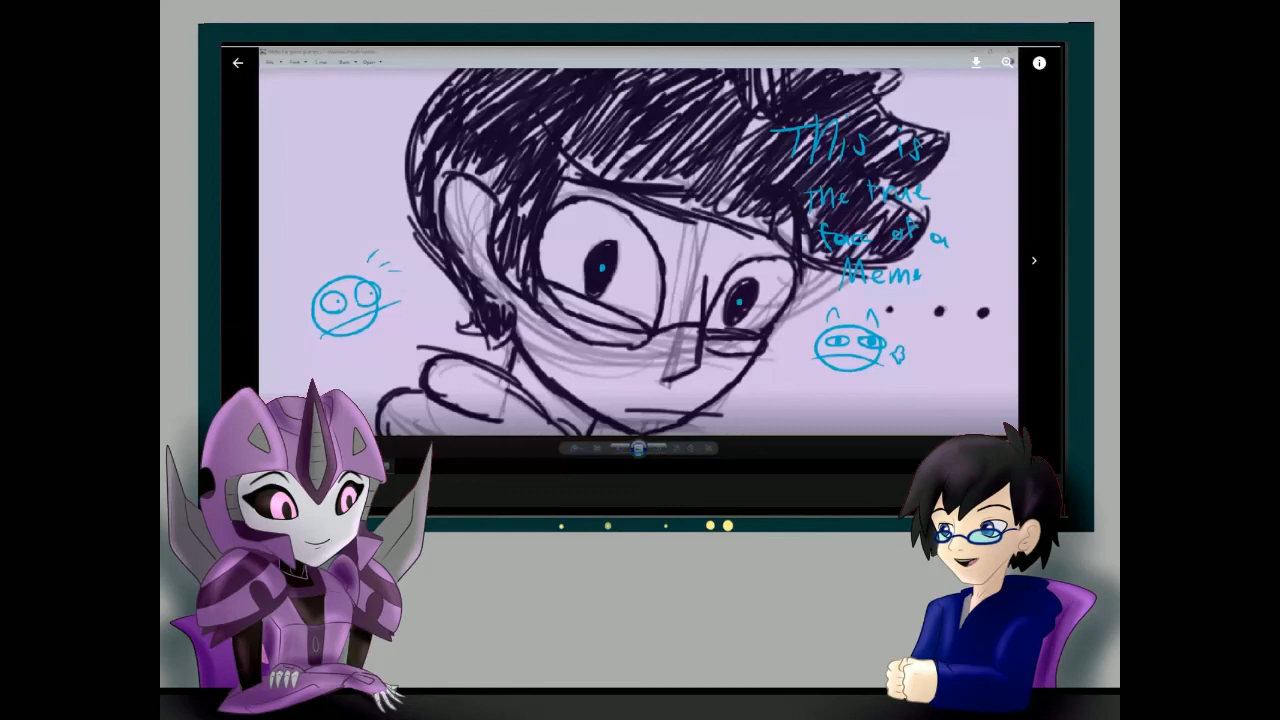 This is
the true
face of a
Meme